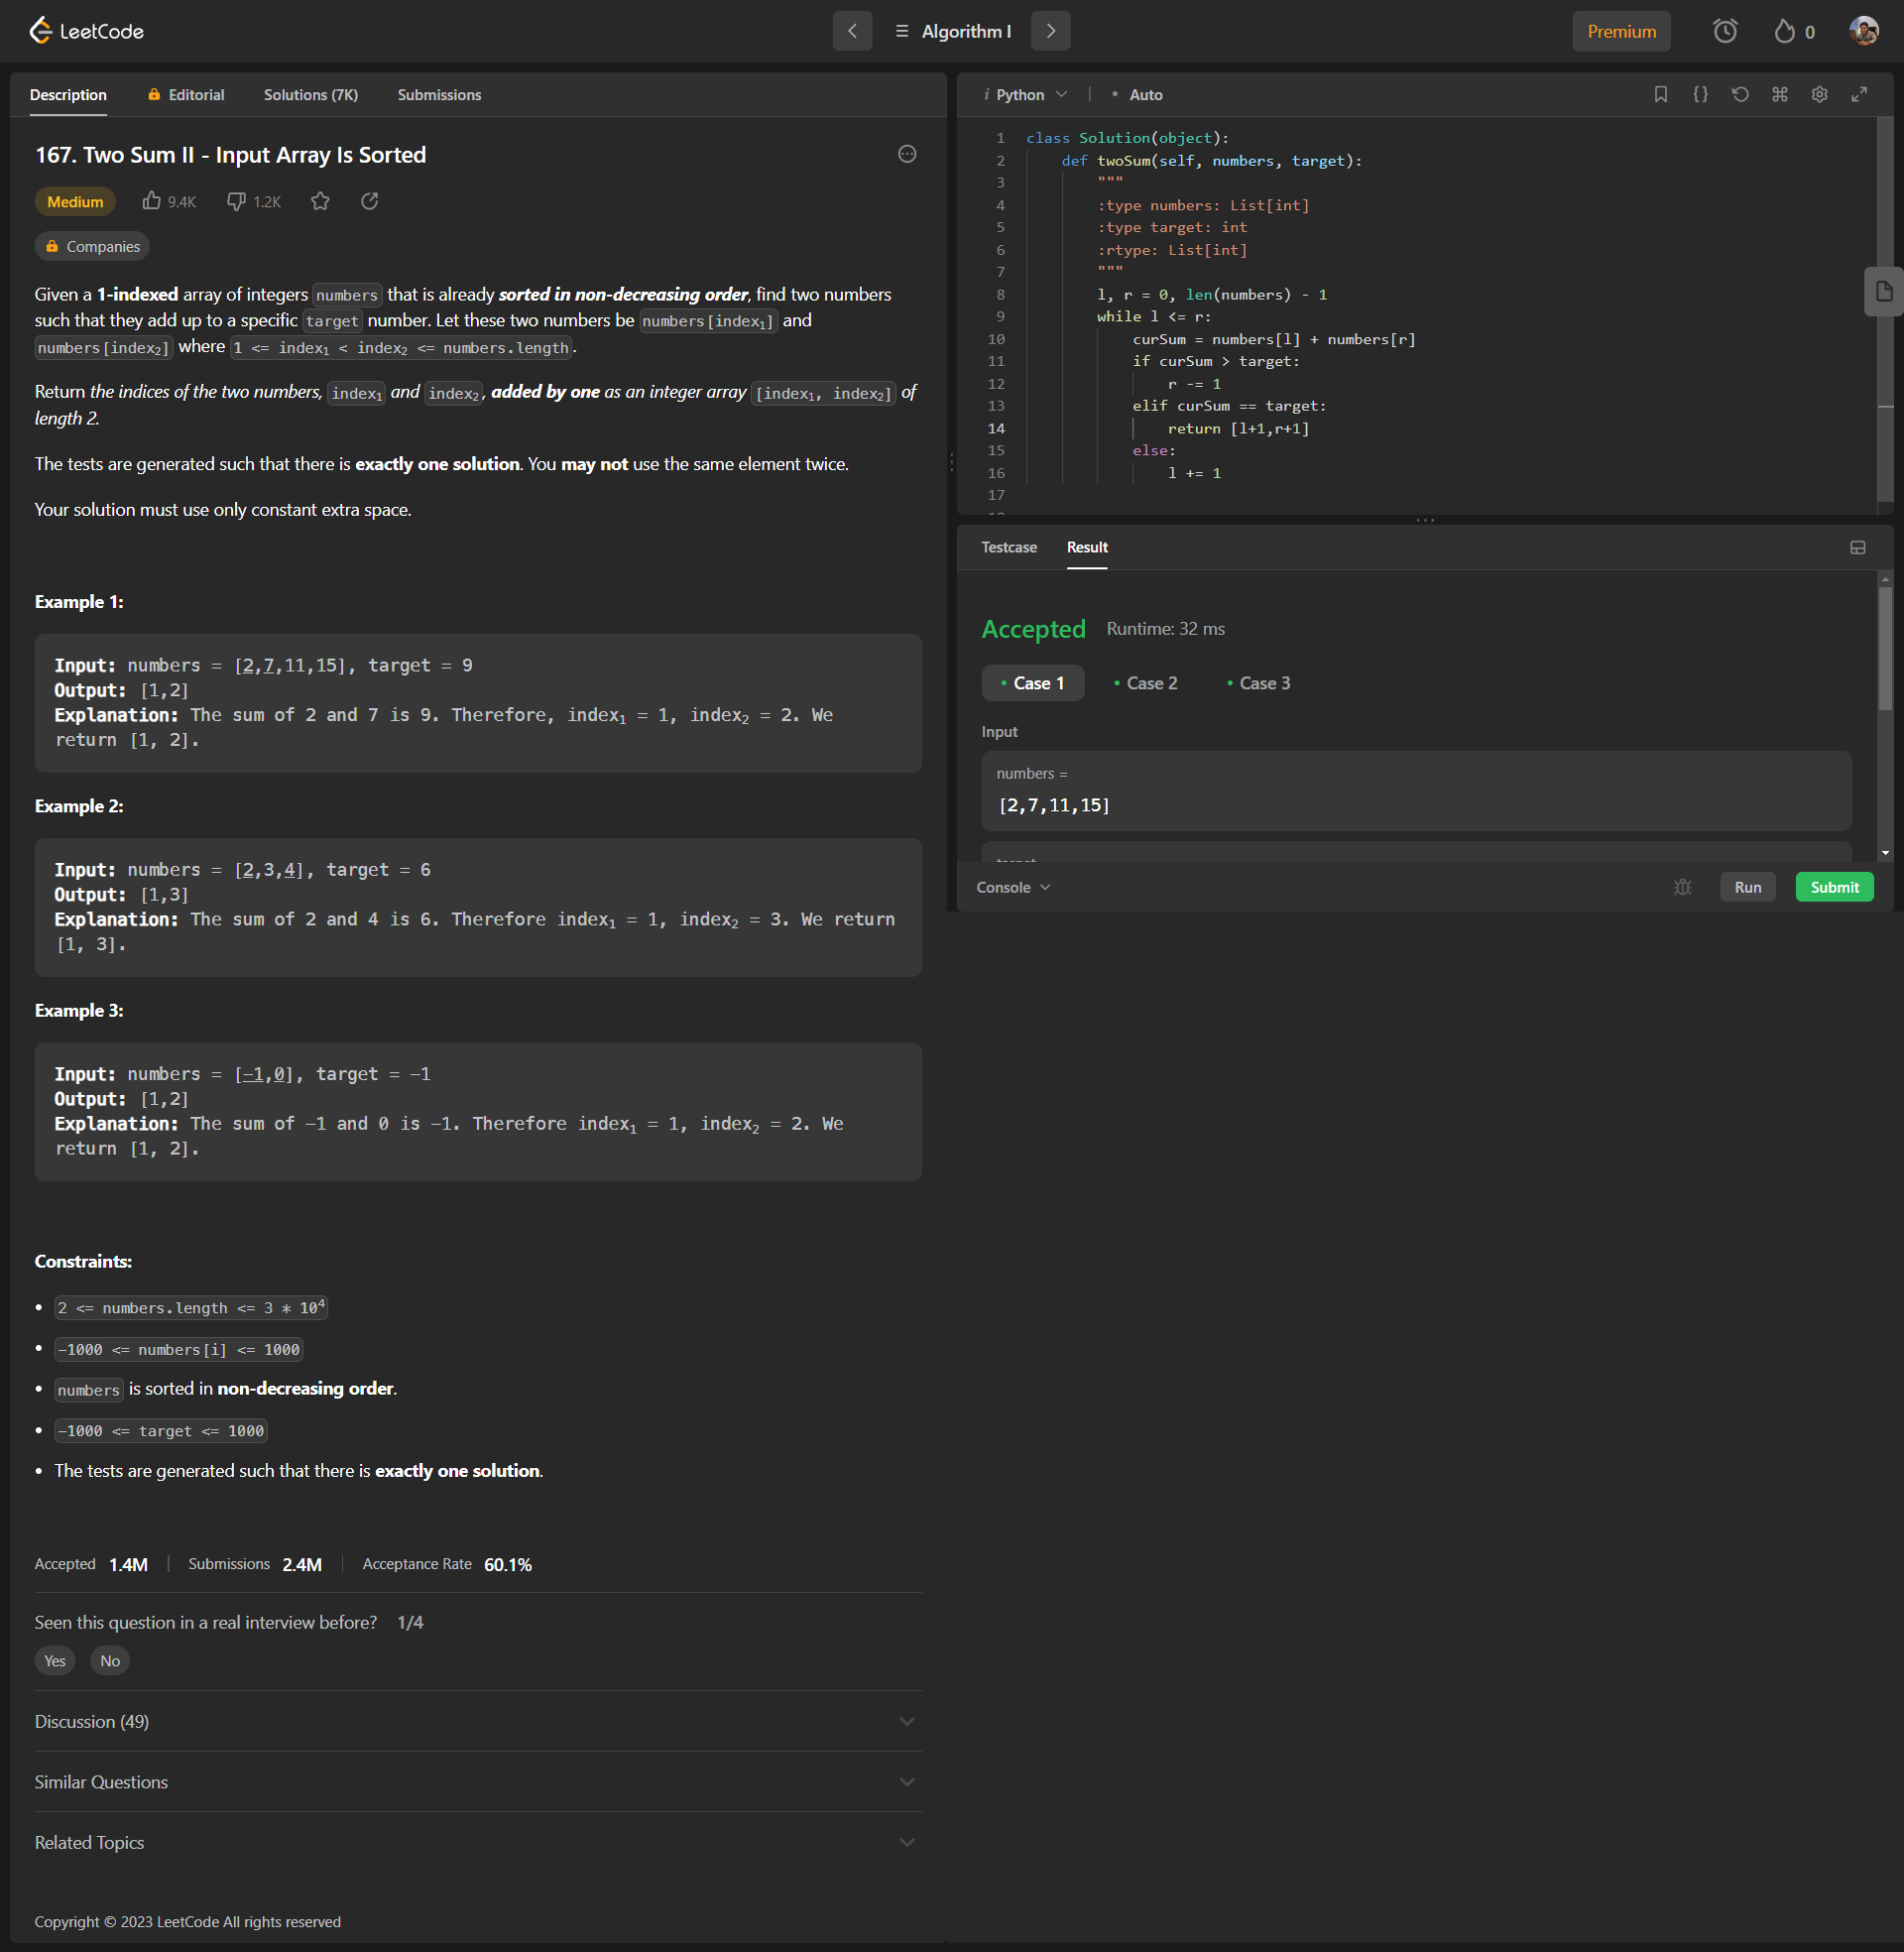 LeetCode
Algorithm I
Premium
0
Description
Editorial
Solutions (7K)
Submissions
167. Two Sum II - Input Array Is Sorted
Medium
9.4K
1.2K
Companies
Given a 1-indexed array of integers numbers that is already sorted in non-decreasing order, find two numbers
such that they add up to a specific target number. Let these two numbers be numbers[index₁] and
numbers[index₂] where 1 <= index₁ < index₂ <= numbers.length.
Return the indices of the two numbers, index₁ and index₂, added by one as an integer array [index₁, index₂] of
length 2.
The tests are generated such that there is exactly one solution. You may not use the same element twice.
Your solution must use only constant extra space.
Example 1:
Input: numbers = [2,7,11,15], target = 9
Output: [1,2]
Explanation: The sum of 2 and 7 is 9. Therefore, index₁ = 1, index₂ = 2. We
return [1, 2].
Example 2:
Input: numbers = [2,3,4], target = 6
Output: [1,3]
Explanation: The sum of 2 and 4 is 6. Therefore index₁ = 1, index₂ = 3. We return
[1, 3].
Example 3:
Input: numbers = [−1,0], target = −1
Output: [1,2]
Explanation: The sum of −1 and 0 is −1. Therefore index₁ = 1, index₂ = 2. We
return [1, 2].
Constraints:
• 2 <= numbers.length <= 3 * 10⁴
• −1000 <= numbers[i] <= 1000
• numbers is sorted in non-decreasing order.
• −1000 <= target <= 1000
• The tests are generated such that there is exactly one solution.
Accepted 1.4M | Submissions 2.4M | Acceptance Rate 60.1%
Seen this question in a real interview before? 1/4
Yes No
Discussion (49)
Similar Questions
Related Topics
Copyright © 2023 LeetCode All rights reserved
i Python | • Auto
1 class Solution(object):
2 def twoSum(self, numbers, target):
3 """
4 :type numbers: List[int]
5 :type target: int
6 :rtype: List[int]
7 """
8 l, r = 0, len(numbers) - 1
9 while l <= r:
10 curSum = numbers[l] + numbers[r]
11 if curSum > target:
12 r -= 1
13 elif curSum == target:
14 return [l+1,r+1]
15 else:
16 l += 1
17
Testcase
Result
Accepted Runtime: 32 ms
• Case 1 • Case 2 • Case 3
Input
numbers =
[2,7,11,15]
Console
Run
Submit